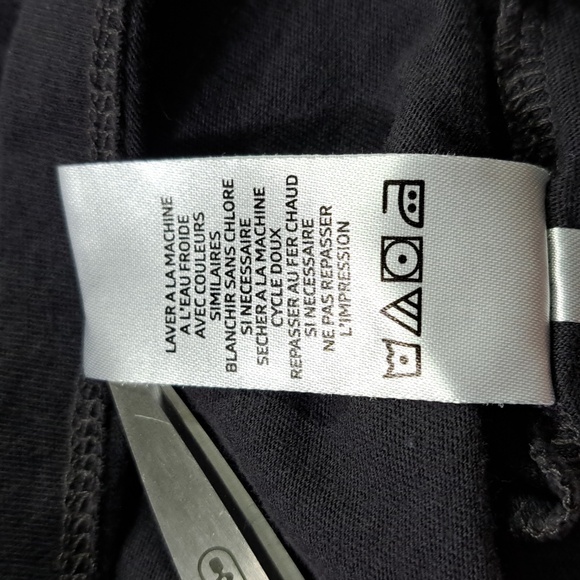 LAVER A LA MACHINE
A L'EAU FROIDE
AVEC COULEURS
SIMILAIRES
BLANCHIR SANS CHLORE
SI NECESSAIRE
SECHER A LA MACHINE
CYCLE DOUX
REPASSER AU FER CHAUD
SI NECESSAIRE
NE PAS REPASSER
L'IMPRESSION